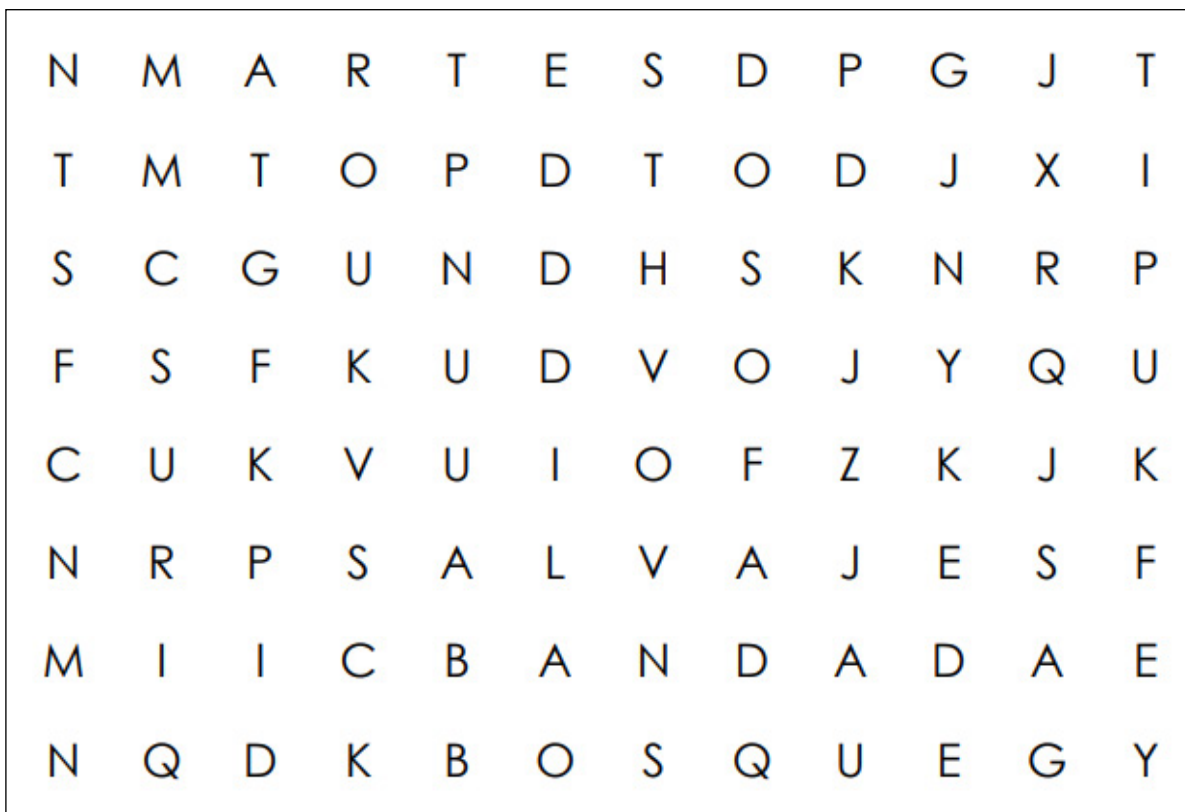 N M A R T E S D P G J T
T M T O P D T O D J X I
S C G U N D H S K N R P
F S F K U D V O J Y Q U
C U K V U I O F Z K J K
N R P S A L V A J E S F
M I I C B A N D A D A E
N Q D K B O S Q U E G Y